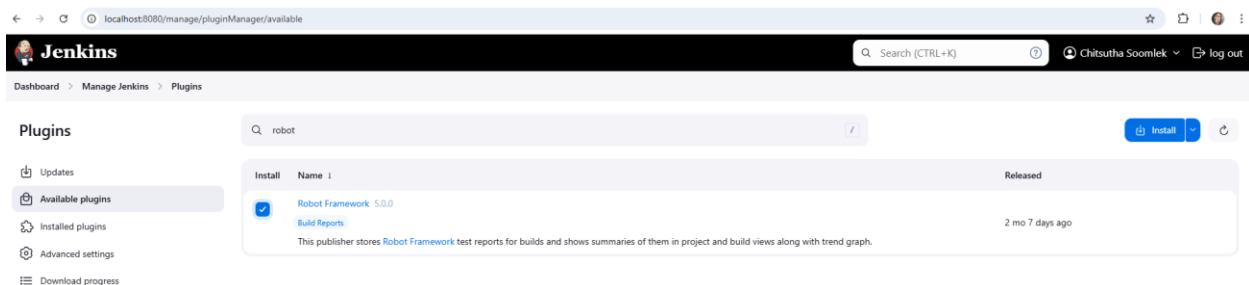 localhost:8080/manage/pluginManager/available
Jenkins
Search (CTRL+K)
?
Chitsutha Soomlek
log out
Dashboard > Manage Jenkins > Plugins
Plugins
robot
/
Install
Updates
Available plugins
Installed plugins
Advanced settings
Download progress
Install Name ↓ Released
Robot Framework 5.0.0
Build Reports
This publisher stores Robot Framework test reports for builds and shows summaries of them in project and build views along with trend graph.
2 mo 7 days ago